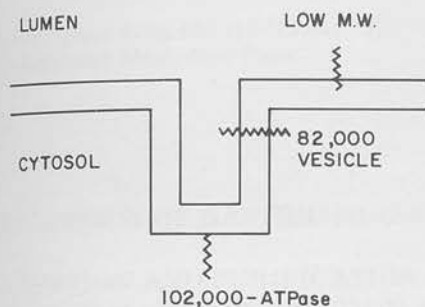 LUMEN
LOW M.W.
CYTOSOL
82,000
VESICLE
102,000-ATPase